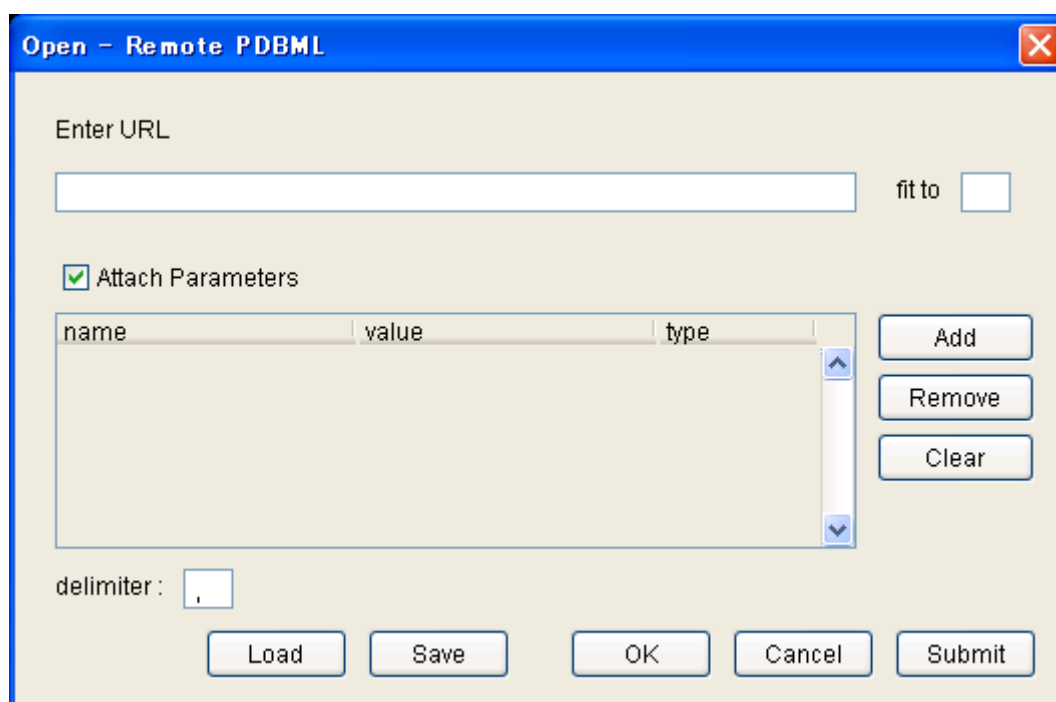 Open - Remote PDBML
Enter URL
fit to
Attach Parameters
name value type
Add
Remove
Clear
delimiter : ,
Load Save OK Cancel Submit